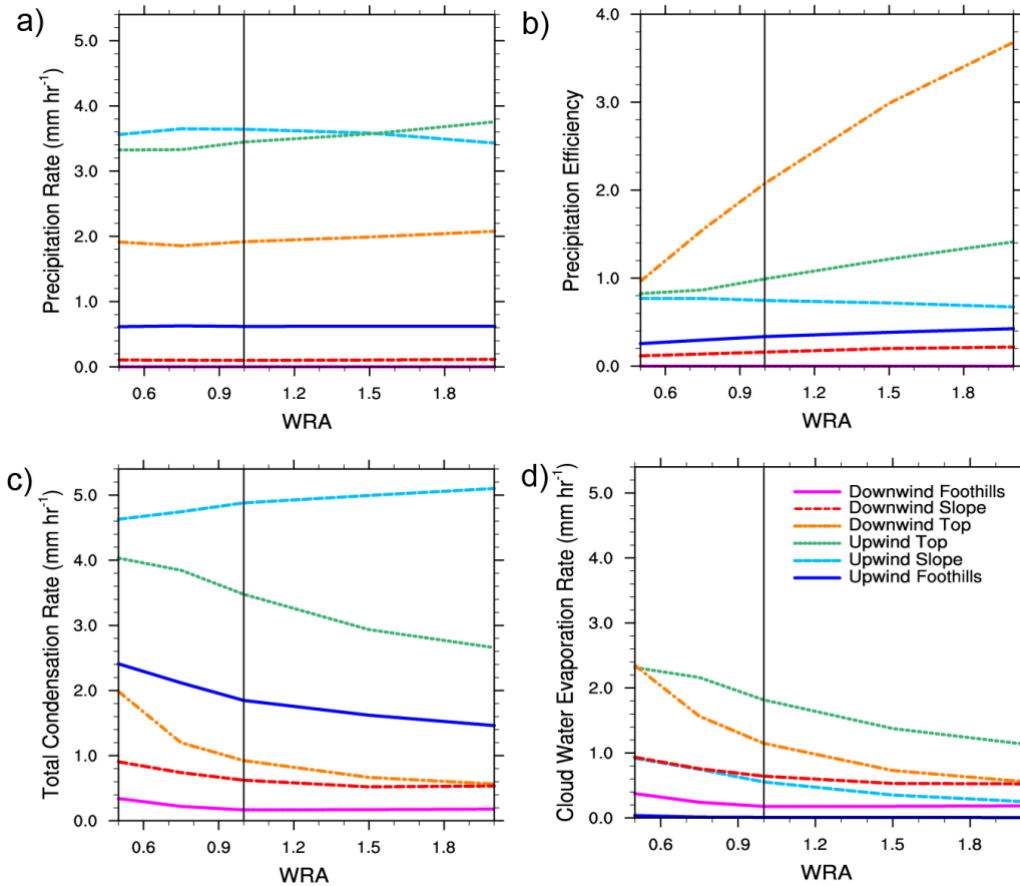 a)
Precipitation Rate (mm hr-1)
5.0
4.0
3.0
2.0
1.0
0.0
0.6 0.9 1.2 1.5 1.8
WRA
b)
Precipitation Efficiency
4.0
3.0
2.0
1.0
0.0
0.6 0.9 1.2 1.5 1.8
WRA
c)
Total Condensation Rate (mm hr-1)
5.0
4.0
3.0
2.0
1.0
0.0
0.6 0.9 1.2 1.5 1.8
WRA
d)
Cloud Water Evaporation Rate (mm hr-1)
5.0
4.0
3.0
2.0
1.0
0.0
0.6 0.9 1.2 1.5 1.8
WRA
Downwind Foothills
Downwind Slope
Downwind Top
Upwind Top
Upwind Slope
Upwind Foothills